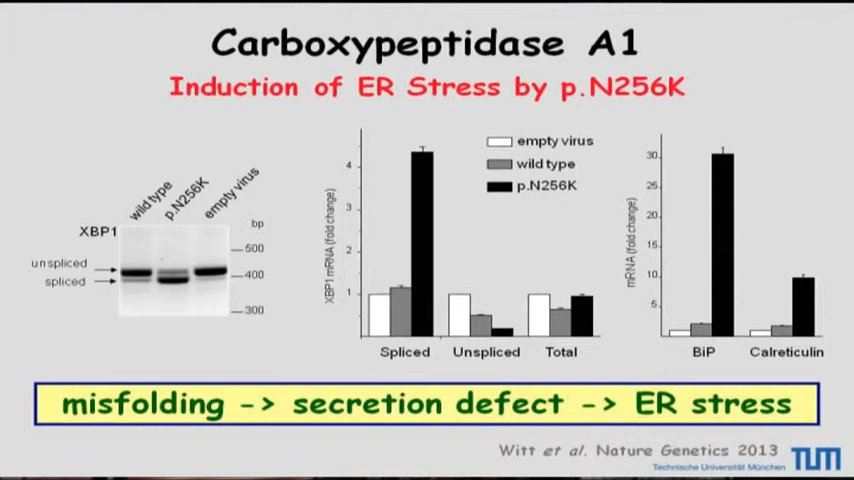 Carboxypeptidase A1
Induction of ER Stress by p.N256K
wild type
p.N256K
empty virus
XBP1
bp
500
400
300
unspliced
spliced
XBP1 mRNA (fold change)
4
3
2
1
empty virus
wild type
p.N256K
Spliced
Unspliced
Total
mRNA (fold change)
30
25
20
15
10
5
BiP
Calreticulin
misfolding -> secretion defect -> ER stress
Witt et al. Nature Genetics 2013
TUM
Technische Universität München